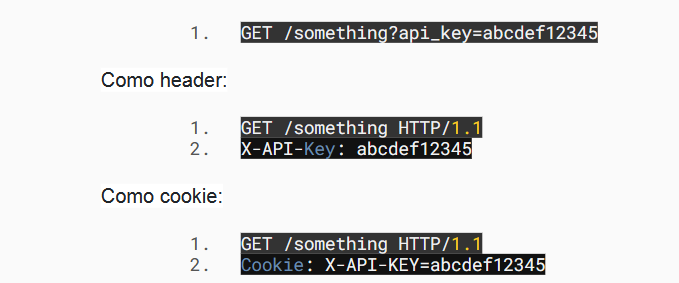 1. GET /something?api_key=abcdef12345
Como header:
1. GET /something HTTP/1.1
2. X-API-Key: abcdef12345
Como cookie:
1. GET /something HTTP/1.1
2. Cookie: X-API-KEY=abcdef12345